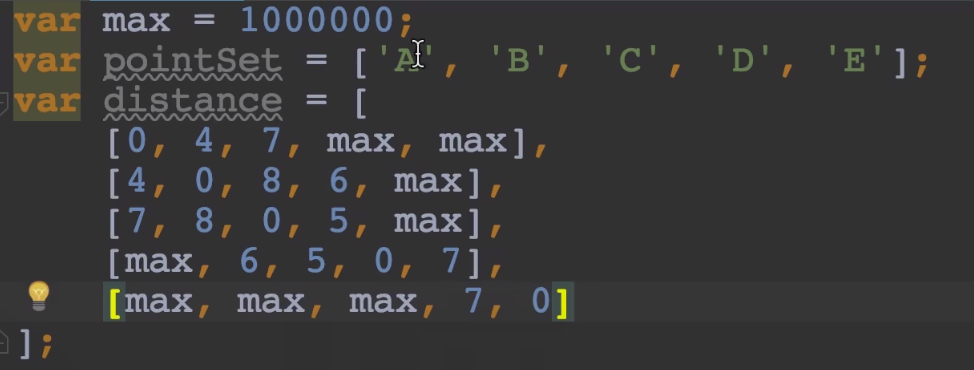 var max = 1000000;
var pointSet = ['A', 'B', 'C', 'D', 'E'];
var distance = [
[0, 4, 7, max, max],
[4, 0, 8, 6, max],
[7, 8, 0, 5, max],
[max, 6, 5, 0, 7],
[max, max, max, 7, 0]
];